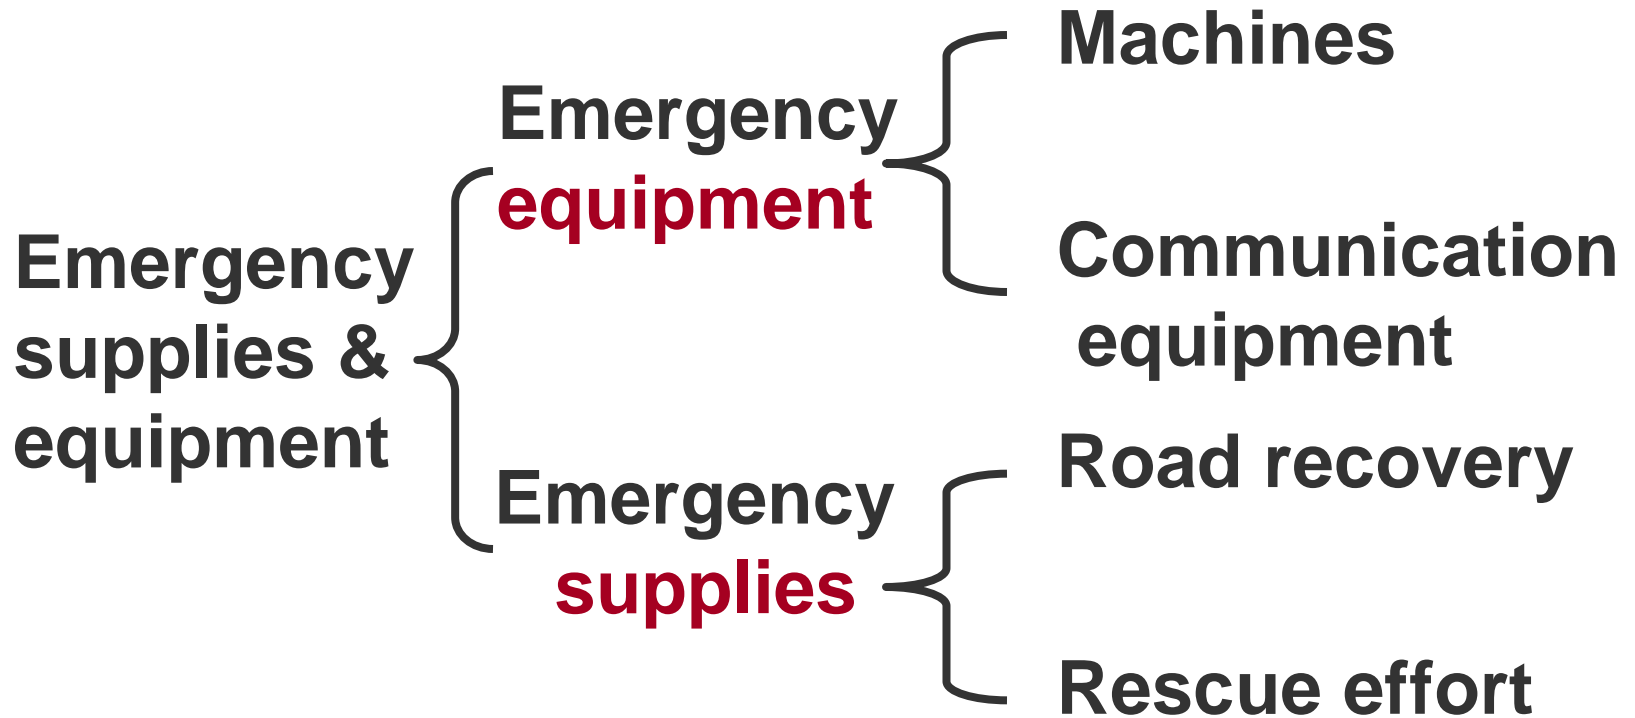 Emergency
supplies &
equipment
Emergency
equipment
Machines
Communication
equipment
Emergency
supplies
Road recovery
Rescue effort